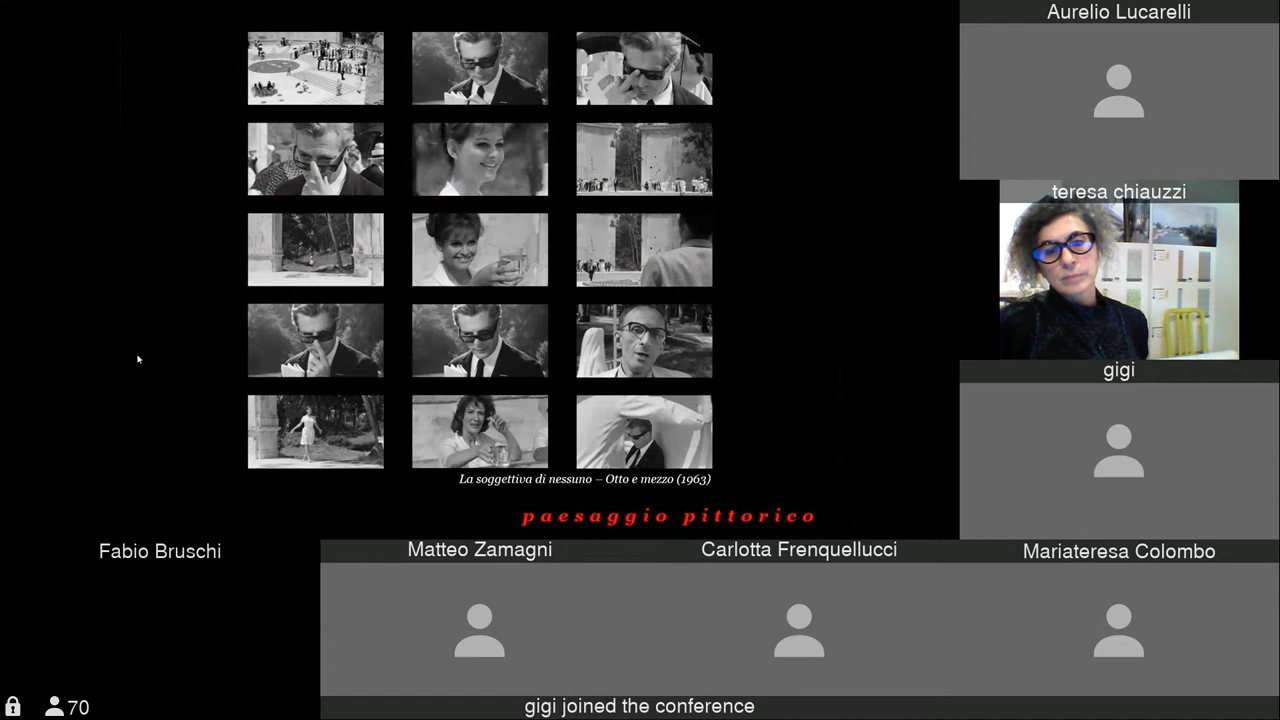 Aurelio Lucarelli
teresa chiauzzi
gigi
La soggettiva di nessuno – Otto e mezzo (1963)
paesaggio pittorico
Fabio Bruschi
Matteo Zamagni
Carlotta Frenquellucci
Mariateresa Colombo
70
gigi joined the conference